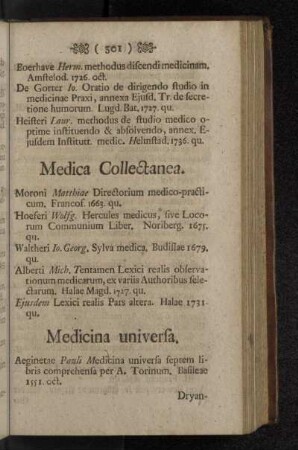 ( 501 )
Boerhave Herm. methodus discendi medicinam.
Amstelod. 1726. oct.
De Gorter Io. Oratio de dirigendo studio in
medicinae Praxi, annexa Ejusd. Tr. de secre-
tione humorum. Lugd. Bat. 1727. qu.
Heisteri Laur. methodus de studio medico o-
ptime instituendo & absolvendo, annex. E-
jusdem Institutt. medic. Helmstad. 1736. qu.
Medica Collectanea.
Moroni Matthiae Directorium medico-practi-
cum, Francof. 1663. qu.
Hoeferi Wolfg. Hercules medicus, sive Loco-
rum Communium Liber, Noriberg. 1675.
qu.
Waltheri Io. Georg. Sylva medica, Budissae 1679.
qu.
Alberti Mich. Tentamen Lexici realis observa-
tionum medicarum, ex variis Authoribus sele-
ctarum. Halae Magd. 1727. qu.
Ejusdem Lexici realis Pars altera. Halae 1731.
qu.
Medicina universa.
Aeginetae Pauli Medicina universa septem li-
bris comprehensa per A. Torinum. Basileae
1551. oct.
Dryan-